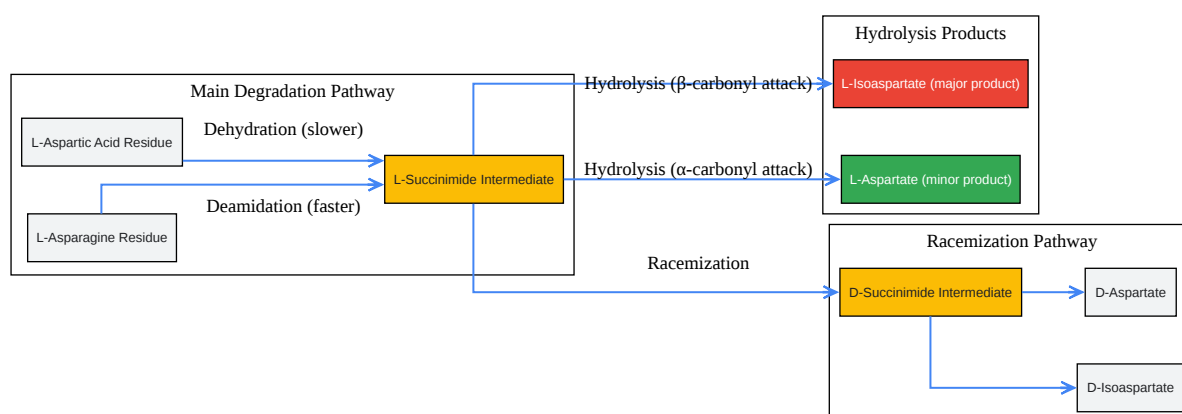 Hydrolysis Products
Main Degradation Pathway
Hydrolysis (β-carbonyl attack)
L-Isoaspartate (major product)
L-Aspartic Acid Residue
Dehydration (slower)
L-Succinimide Intermediate
Hydrolysis (α-carbonyl attack)
L-Aspartate (minor product)
Deamidation (faster)
L-Asparagine Residue
Racemization
Racemization Pathway
D-Succinimide Intermediate
D-Aspartate
D-Isoaspartate